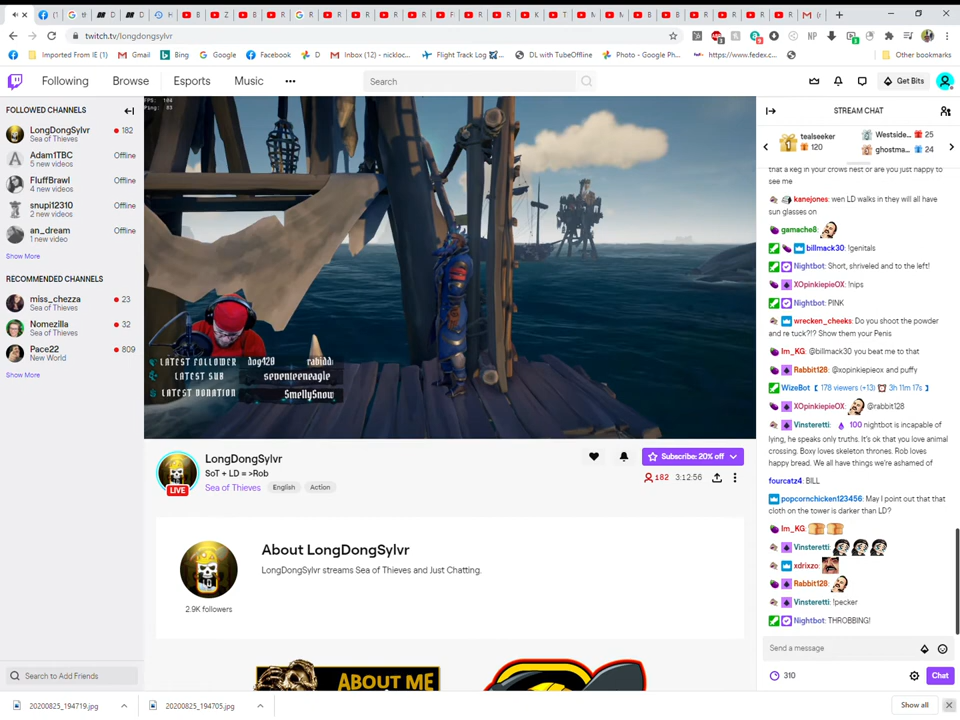 twitch.tv/longdongsylvr
Imported From IE (1)
Gmail
Bing
Google
Facebook
D
Inbox (12) - nickloc...
Flight Track Log
DL with TubeOffline
Photo - Google Ph...
https://www.fedex.c...
Other bookmarks
Following
Browse
Esports
Music
Search
Get Bits
FOLLOWED CHANNELS
LongDongSylvr
182
Sea of Thieves
Adam1TBC
Offline
5 new videos
FluffBrawl
Offline
4 new videos
snupi12310
Offline
2 new videos
an_dream
Offline
1 new video
Show More
RECOMMENDED CHANNELS
miss_chezza
23
Sea of Thieves
Nomezilla
32
Sea of Thieves
Pace22
809
New World
Show More
Search to Add Friends
LATEST FOLLOWER dog420
LATEST SUB seventeeneagle
LATEST DONATION SmellySnow
LongDongSylvr
SoT + LD = >Rob
Sea of Thieves
English
Action
LIVE
Subscribe: 20% off
182
3:12:56
About LongDongSylvr
LongDongSylvr streams Sea of Thieves and Just Chatting.
2.9K followers
ABOUT ME
STREAM CHAT
tealseeker
120
Westside... 25
ghostma... 24
that a keg in your crows nest or are you just happy to
see me
kanejones: wen LD walks in they will all have
sun glasses on
gamache8:
billmack30: !genitals
Nightbot: Short, shriveled and to the left!
XOpinkiepieOX: !nips
Nightbot: PINK
wrecken_cheeks: Do you shoot the powder
and re tuck?!? Show them your Penis
Im_KG: @billmack30 you beat me to that
Rabbit128: @xopinkiepieox and puffy
WizeBot 【 178 viewers (+13) 3h 11m 17s 】
XOpinkiepieOX: @rabbit128
Vinsteretti: 100 nightbot is incapable of
lying, he speaks only truths. It's ok that you love animal
crossing. Boxy loves skeleton thrones. Rob loves
happy bread. We all have things we're ashamed of
fourcatz4: BILL
popcornchicken123456: May I point out that that
cloth on the tower is darker than LD?
Im_KG:
Vinsteretti:
xdrixzo:
Rabbit128:
Vinsteretti: !pecker
Nightbot: THROBBING!
Send a message
310
Chat
20200825_194719.jpg
20200825_194705.jpg
Show all